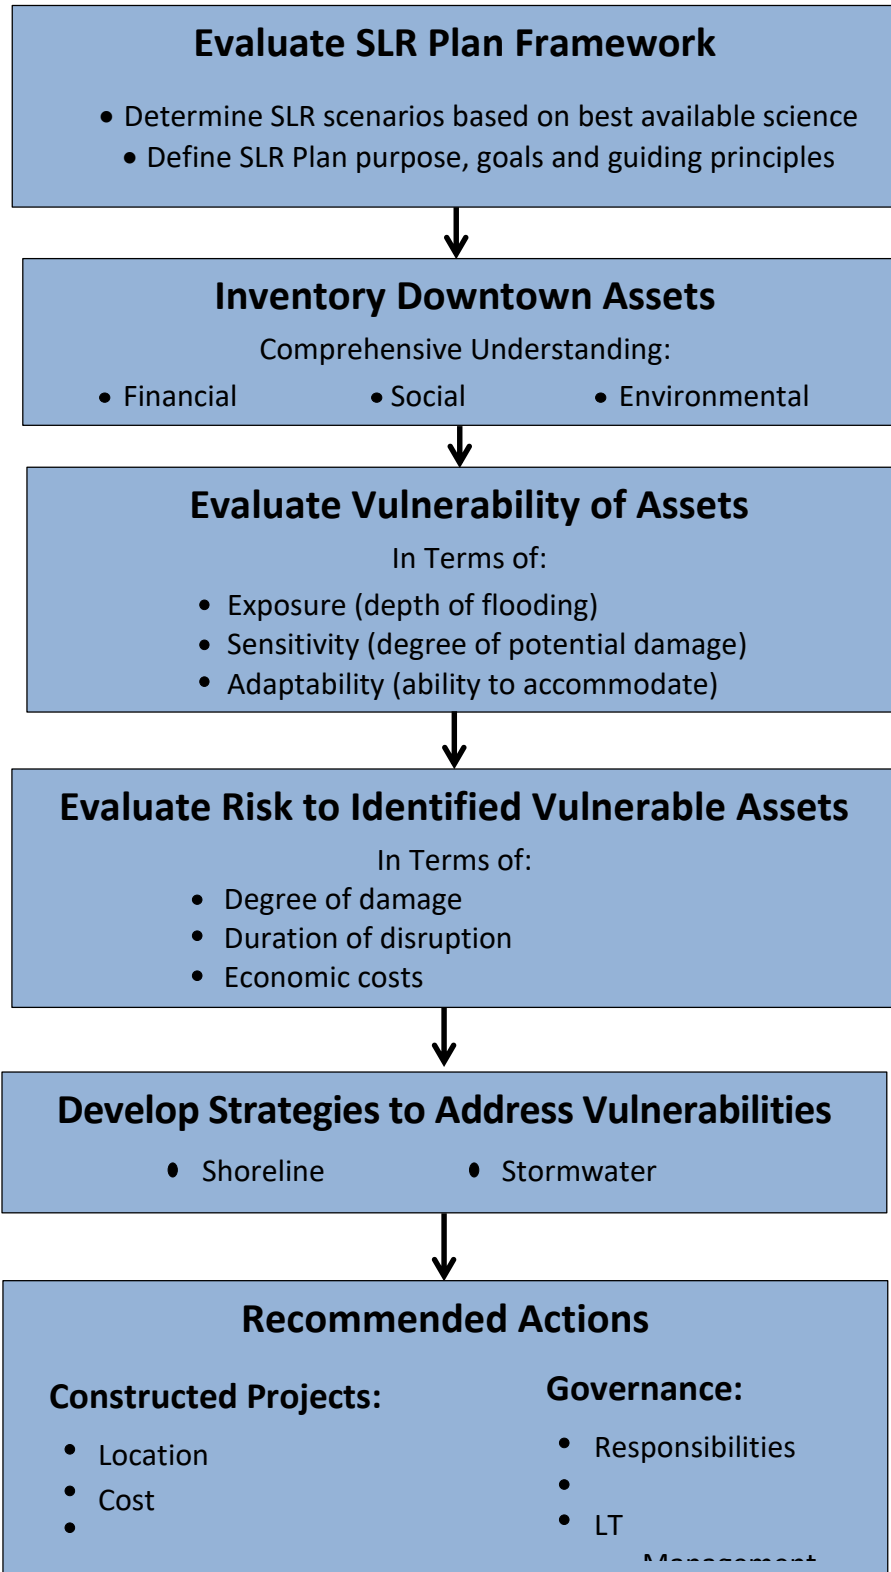 Evaluate SLR Plan Framework
• Determine SLR scenarios based on best available science
• Define SLR Plan purpose, goals and guiding principles
Inventory Downtown Assets
Comprehensive Understanding:
• Financial • Social • Environmental
Evaluate Vulnerability of Assets
In Terms of:
• Exposure (depth of flooding)
• Sensitivity (degree of potential damage)
• Adaptability (ability to accommodate)
Evaluate Risk to Identified Vulnerable Assets
In Terms of:
• Degree of damage
• Duration of disruption
• Economic costs
Develop Strategies to Address Vulnerabilities
• Shoreline • Stormwater
Recommended Actions
Constructed Projects:
• Location
• Cost
•
Governance:
• Responsibilities
•
• LT
Management